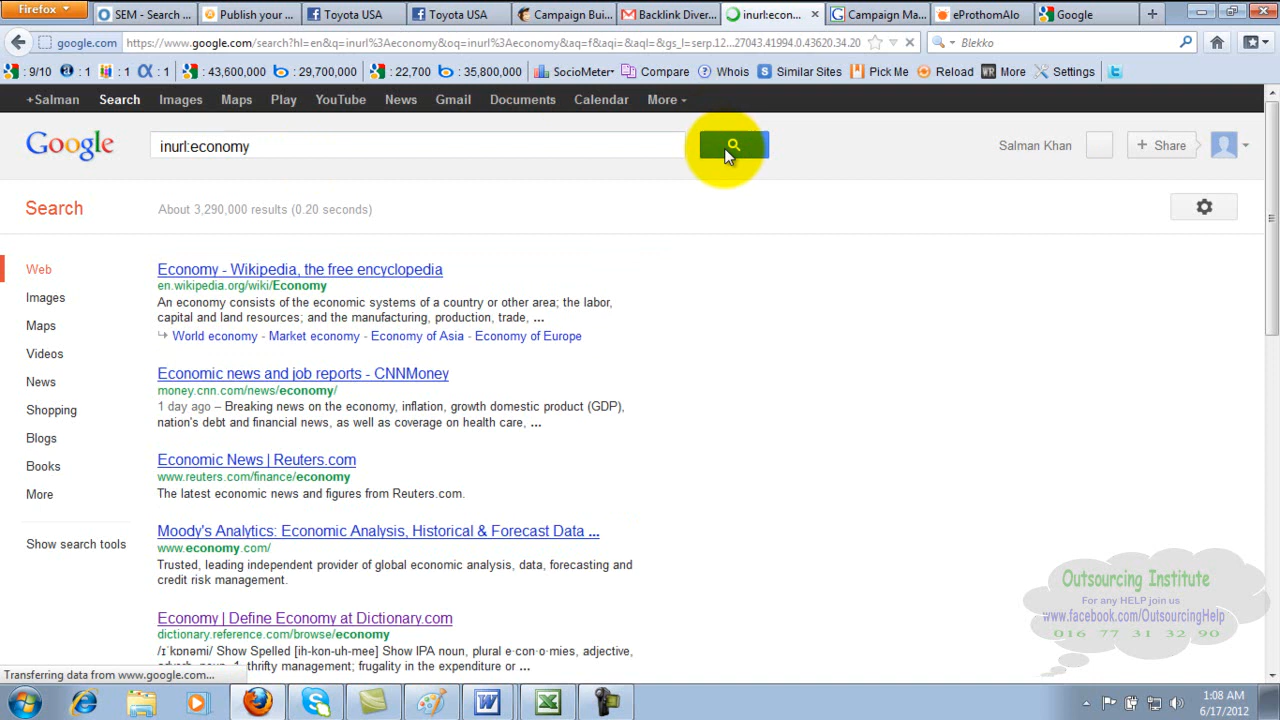 Firefox
SEM - Search ...
Publish your ...
Toyota USA
Toyota USA
Campaign Bui...
Backlink Diver...
inurl:econ...
Campaign Ma...
eProthomAlo
Google
google.com
https://www.google.com/search?hl=en&q=inurl%3Aeconomy&oq=inurl%3Aeconomy&aq=f&aqi=&aql=&gs_l=serp.12...27043.41994.0.43620.34.20
Blekko
: 9/10
: 1
: 1
: 1
: 43,600,000
: 29,700,000
: 22,700
: 35,800,000
SocioMeter
Compare
Whois
Similar Sites
Pick Me
Reload
WR More
Settings
+Salman
Search
Images
Maps
Play
YouTube
News
Gmail
Documents
Calendar
More
Google
inurl:economy
Salman Khan
+ Share
Search
About 3,290,000 results (0.20 seconds)
Web
Images
Maps
Videos
News
Shopping
Blogs
Books
More
Show search tools
Economy - Wikipedia, the free encyclopedia
en.wikipedia.org/wiki/Economy
An economy consists of the economic systems of a country or other area; the labor,
capital and land resources; and the manufacturing, production, trade, ...
World economy - Market economy - Economy of Asia - Economy of Europe
Economic news and job reports - CNNMoney
money.cnn.com/news/economy/
1 day ago – Breaking news on the economy, inflation, growth domestic product (GDP),
nation's debt and financial news, as well as coverage on health care, ...
Economic News | Reuters.com
www.reuters.com/finance/economy
The latest economic news and figures from Reuters.com.
Moody's Analytics: Economic Analysis, Historical & Forecast Data ...
www.economy.com/
Trusted, leading independent provider of global economic analysis, data, forecasting and
credit risk management.
Economy | Define Economy at Dictionary.com
dictionary.reference.com/browse/economy
/ɪˈkɒnəmi/ Show Spelled [ih-kon-uh-mee] Show IPA noun, plural e·con·o·mies, adjective,
adverb. noun 1. thrifty management; frugality in the expenditure or ...
Outsourcing Institute
For any HELP join us
www.facebook.com/OutsourcingHelp
016 77 31 32 90
Transferring data from www.google.com...
1:08 AM
6/17/2012